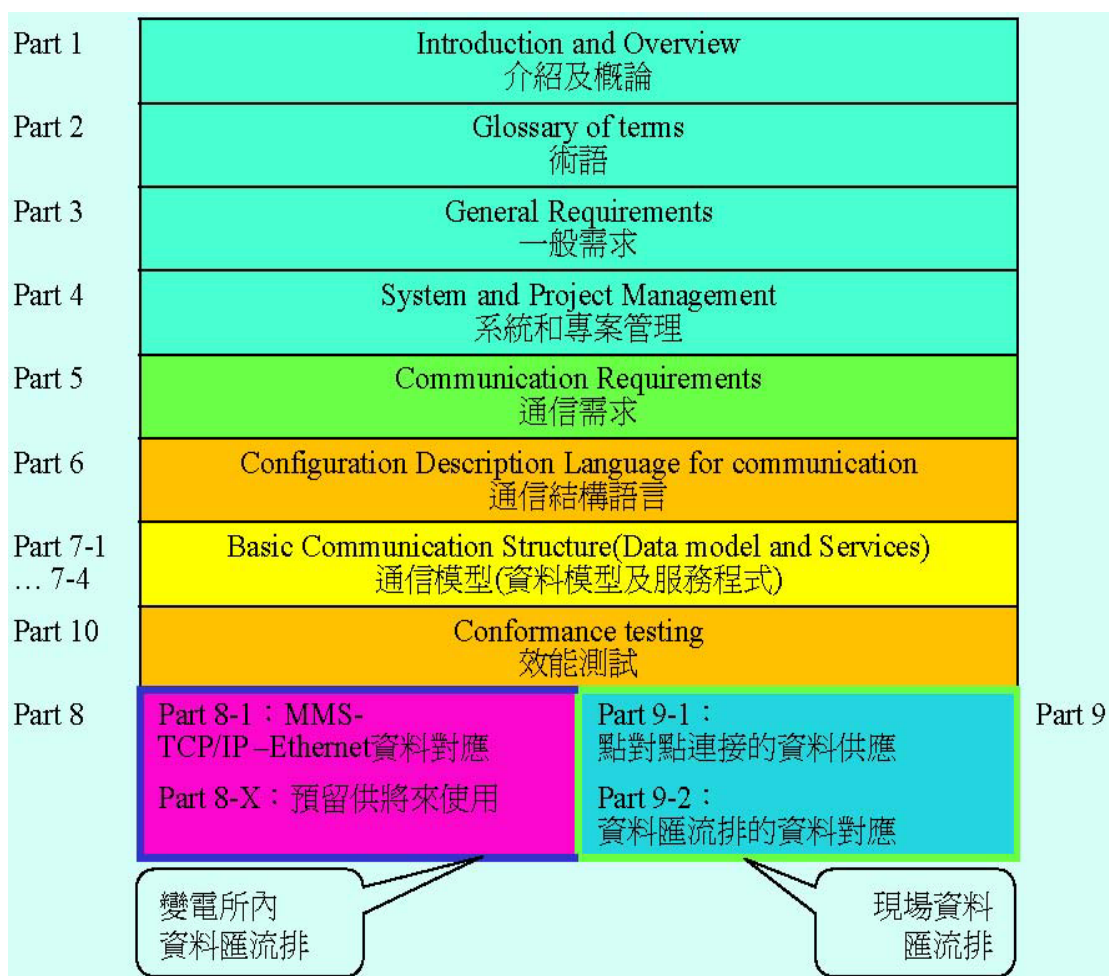 Part 1
Introduction and Overview
介紹及概論
Part 2
Glossary of terms
術語
Part 3
General Requirements
一般需求
Part 4
System and Project Management
系統和專案管理
Part 5
Communication Requirements
通信需求
Part 6
Configuration Description Language for communication
通信結構語言
Part 7-1
… 7-4
Basic Communication Structure(Data model and Services)
通信模型(資料模型及服務程式)
Part 10
Conformance testing
效能測試
Part 8
Part 8-1：MMS-
TCP/IP–Ethernet資料對應
Part 8-X：預留供將來使用
Part 9-1：
點對點連接的資料供應
Part 9-2：
資料匯流排的資料對應
Part 9
變電所內
資料匯流排
現場資料
匯流排